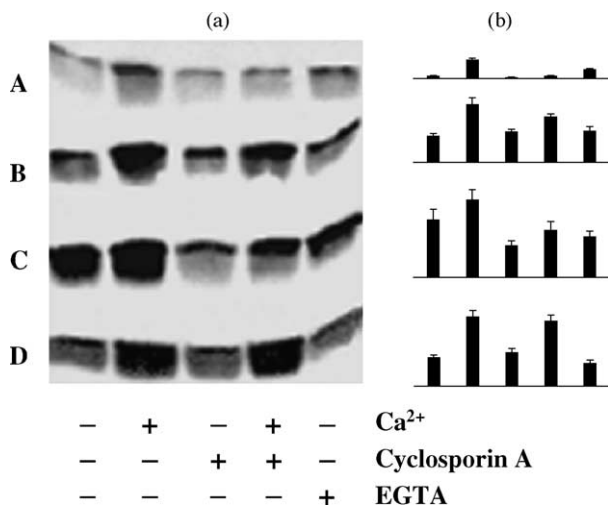 (a) (b)
A
B
C
D
– + – + – Ca²⁺
– – + + – Cyclosporin A
– – – – + EGTA